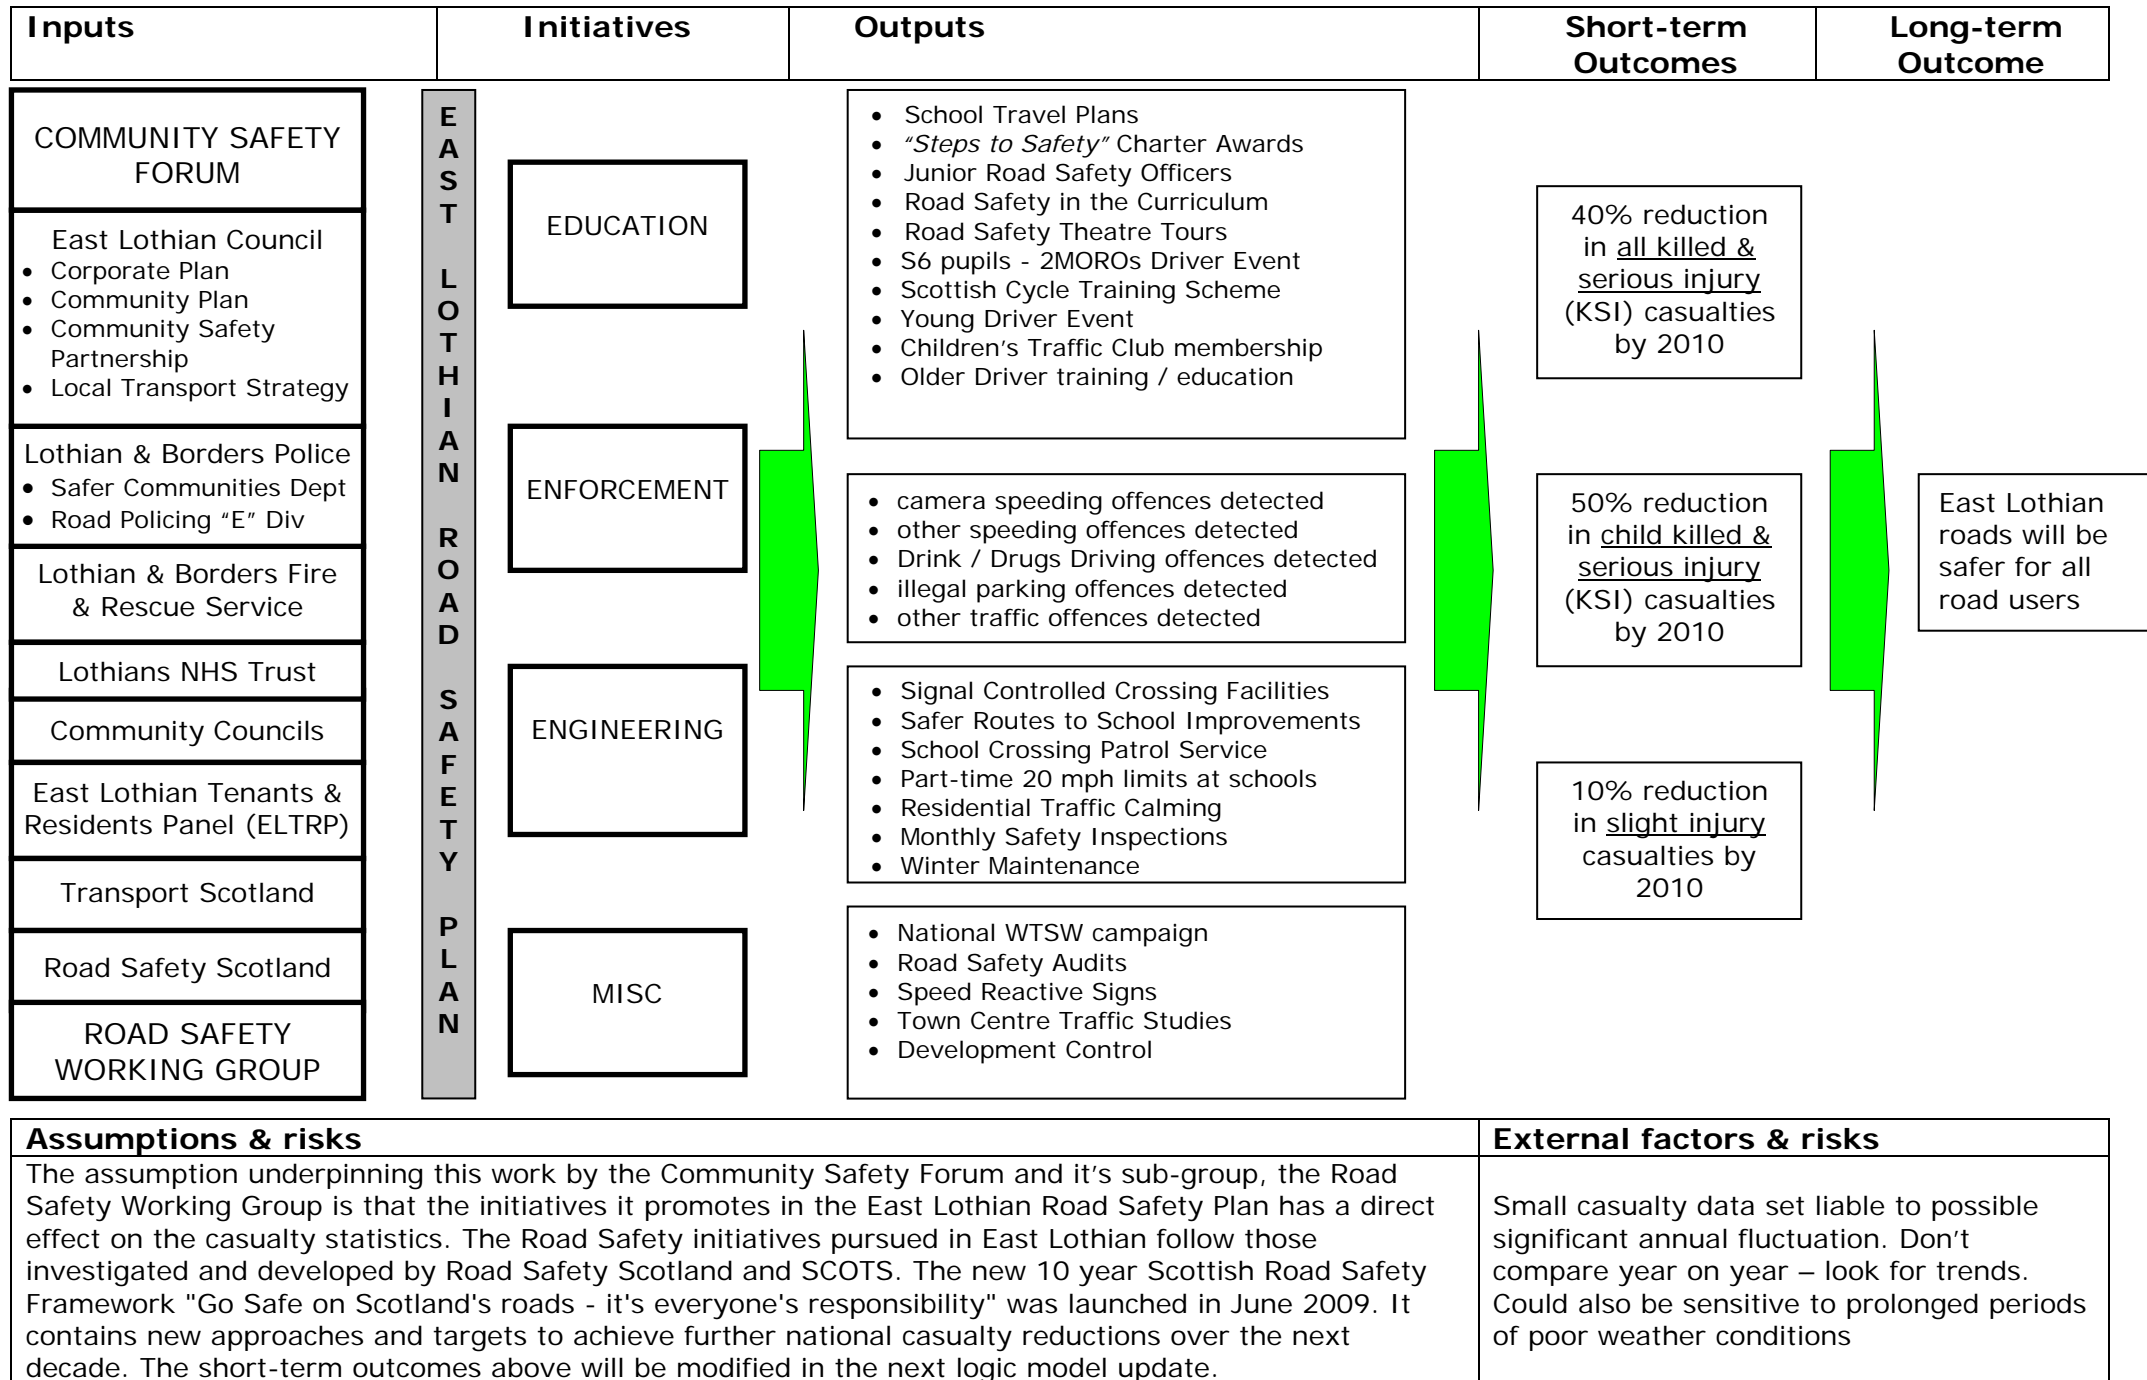 Inputs
Initiatives
Outputs
Short-term
Outcomes
Long-term
Outcome
COMMUNITY SAFETY
FORUM
East Lothian Council
• Corporate Plan
• Community Plan
• Community Safety
Partnership
• Local Transport Strategy
Lothian & Borders Police
• Safer Communities Dept
• Road Policing “E” Div
Lothian & Borders Fire
& Rescue Service
Lothians NHS Trust
Community Councils
East Lothian Tenants &
Residents Panel (ELTRP)
Transport Scotland
Road Safety Scotland
ROAD SAFETY
WORKING GROUP
EAST LOTHIAN ROAD SAFETY PLAN
EDUCATION
ENFORCEMENT
ENGINEERING
MISC
• School Travel Plans
• “Steps to Safety” Charter Awards
• Junior Road Safety Officers
• Road Safety in the Curriculum
• Road Safety Theatre Tours
• S6 pupils - 2MOROs Driver Event
• Scottish Cycle Training Scheme
• Young Driver Event
• Children’s Traffic Club membership
• Older Driver training / education
• camera speeding offences detected
• other speeding offences detected
• Drink / Drugs Driving offences detected
• illegal parking offences detected
• other traffic offences detected
• Signal Controlled Crossing Facilities
• Safer Routes to School Improvements
• School Crossing Patrol Service
• Part-time 20 mph limits at schools
• Residential Traffic Calming
• Monthly Safety Inspections
• Winter Maintenance
• National WTSW campaign
• Road Safety Audits
• Speed Reactive Signs
• Town Centre Traffic Studies
• Development Control
40% reduction
in all killed &
serious injury
(KSI) casualties
by 2010
50% reduction
in child killed &
serious injury
(KSI) casualties
by 2010
10% reduction
in slight injury
casualties by
2010
East Lothian
roads will be
safer for all
road users
Assumptions & risks
The assumption underpinning this work by the Community Safety Forum and it’s sub-group, the Road
Safety Working Group is that the initiatives it promotes in the East Lothian Road Safety Plan has a direct
effect on the casualty statistics. The Road Safety initiatives pursued in East Lothian follow those
investigated and developed by Road Safety Scotland and SCOTS. The new 10 year Scottish Road Safety
Framework "Go Safe on Scotland's roads - it's everyone's responsibility" was launched in June 2009. It
contains new approaches and targets to achieve further national casualty reductions over the next
decade. The short-term outcomes above will be modified in the next logic model update.
External factors & risks
Small casualty data set liable to possible
significant annual fluctuation. Don’t
compare year on year – look for trends.
Could also be sensitive to prolonged periods
of poor weather conditions